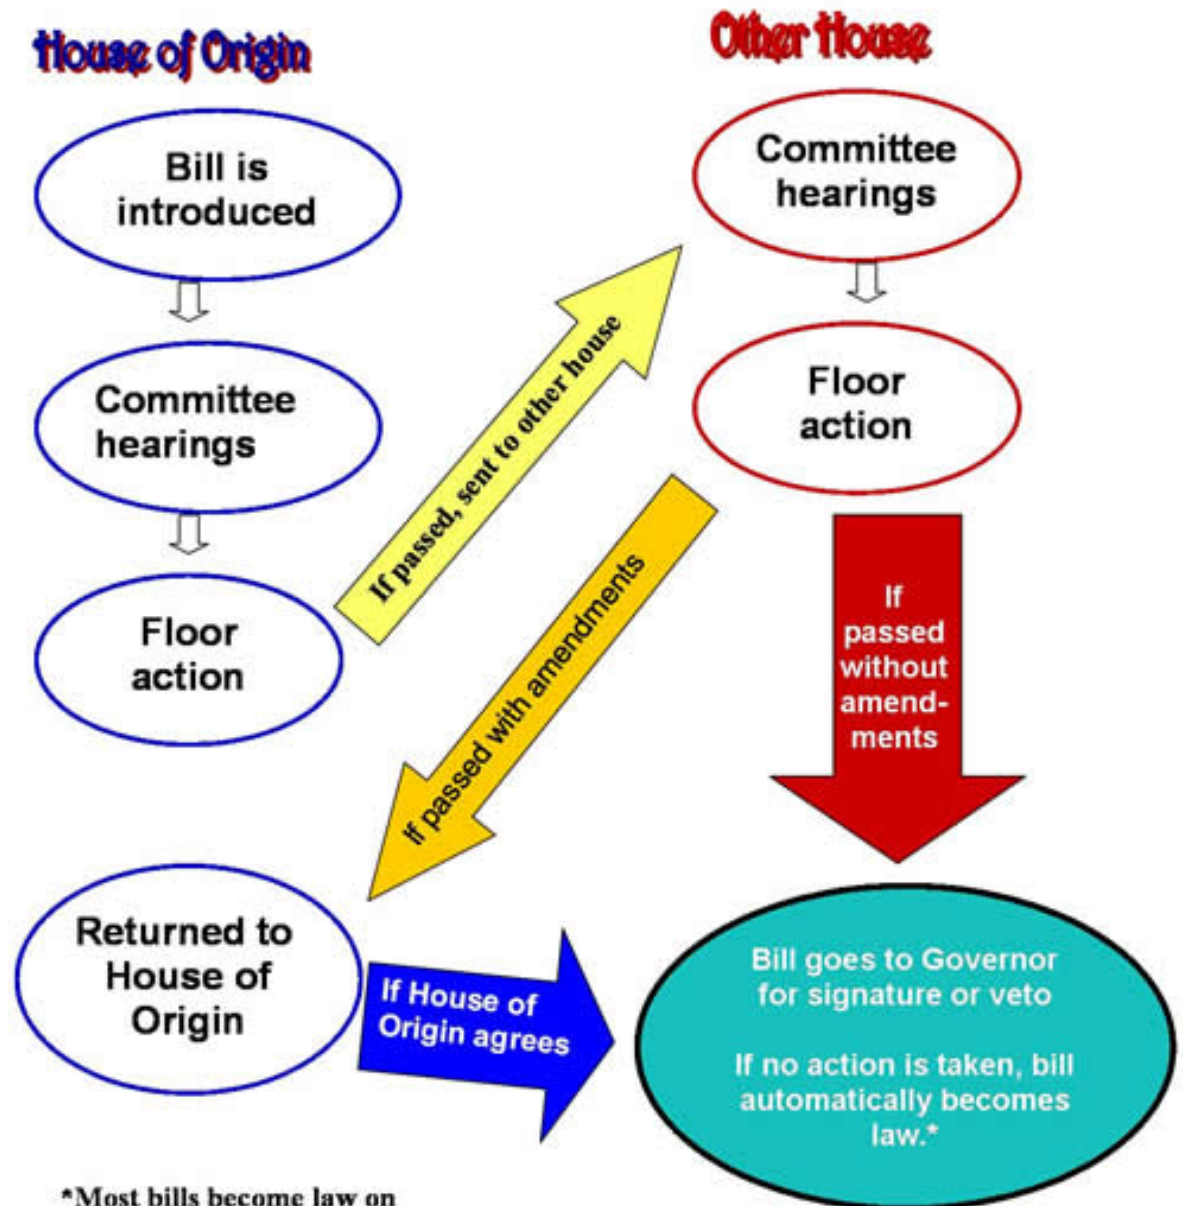 House of Origin
Bill is
introduced
Committee
hearings
Floor
action
If passed, sent to other house
Other House
Committee
hearings
Floor
action
If passed with amendments
If
passed
without
amend-
ments
Returned to
House of
Origin
If House of
Origin agrees
Bill goes to Governor
for signature or veto
If no action is taken, bill
automatically becomes
law.*
*Most bills become law on